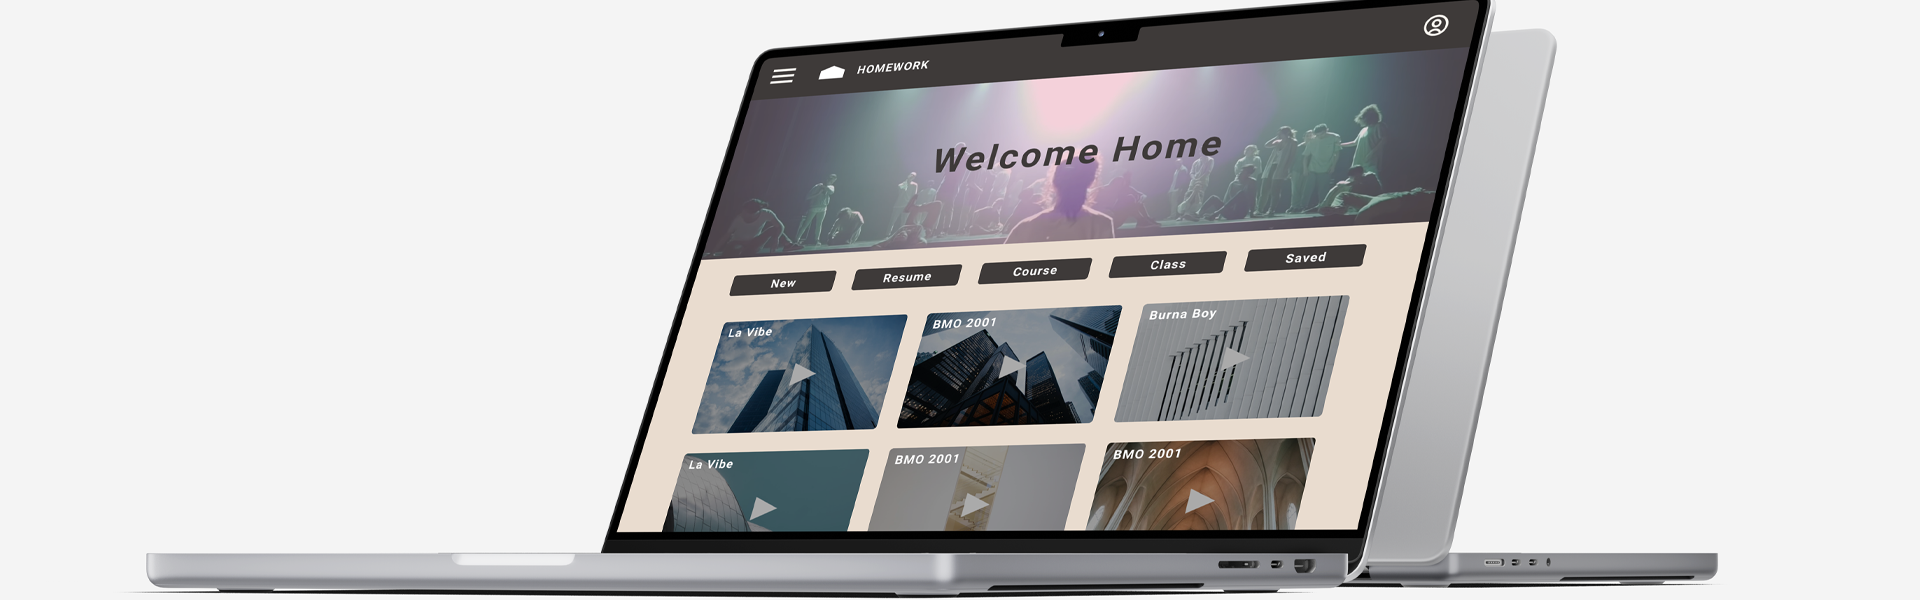 HOMEWORK
Welcome Home
New
Resume
Course
Class
Saved
La Vibe
BMO 2001
Burna Boy
La Vibe
BMO 2001
BMO 2001